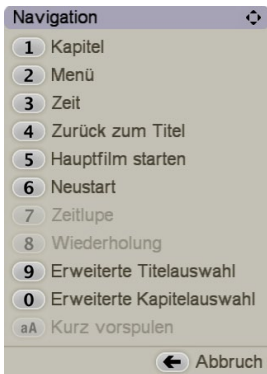 Navigation
1 Kapitel
2 Menü
3 Zeit
4 Zurück zum Titel
5 Hauptfilm starten
6 Neustart
7 Zeitlupe
8 Wiederholung
9 Erweiterte Titelauswahl
0 Erweiterte Kapitelauswahl
aA Kurz vorspulen
Abbruch